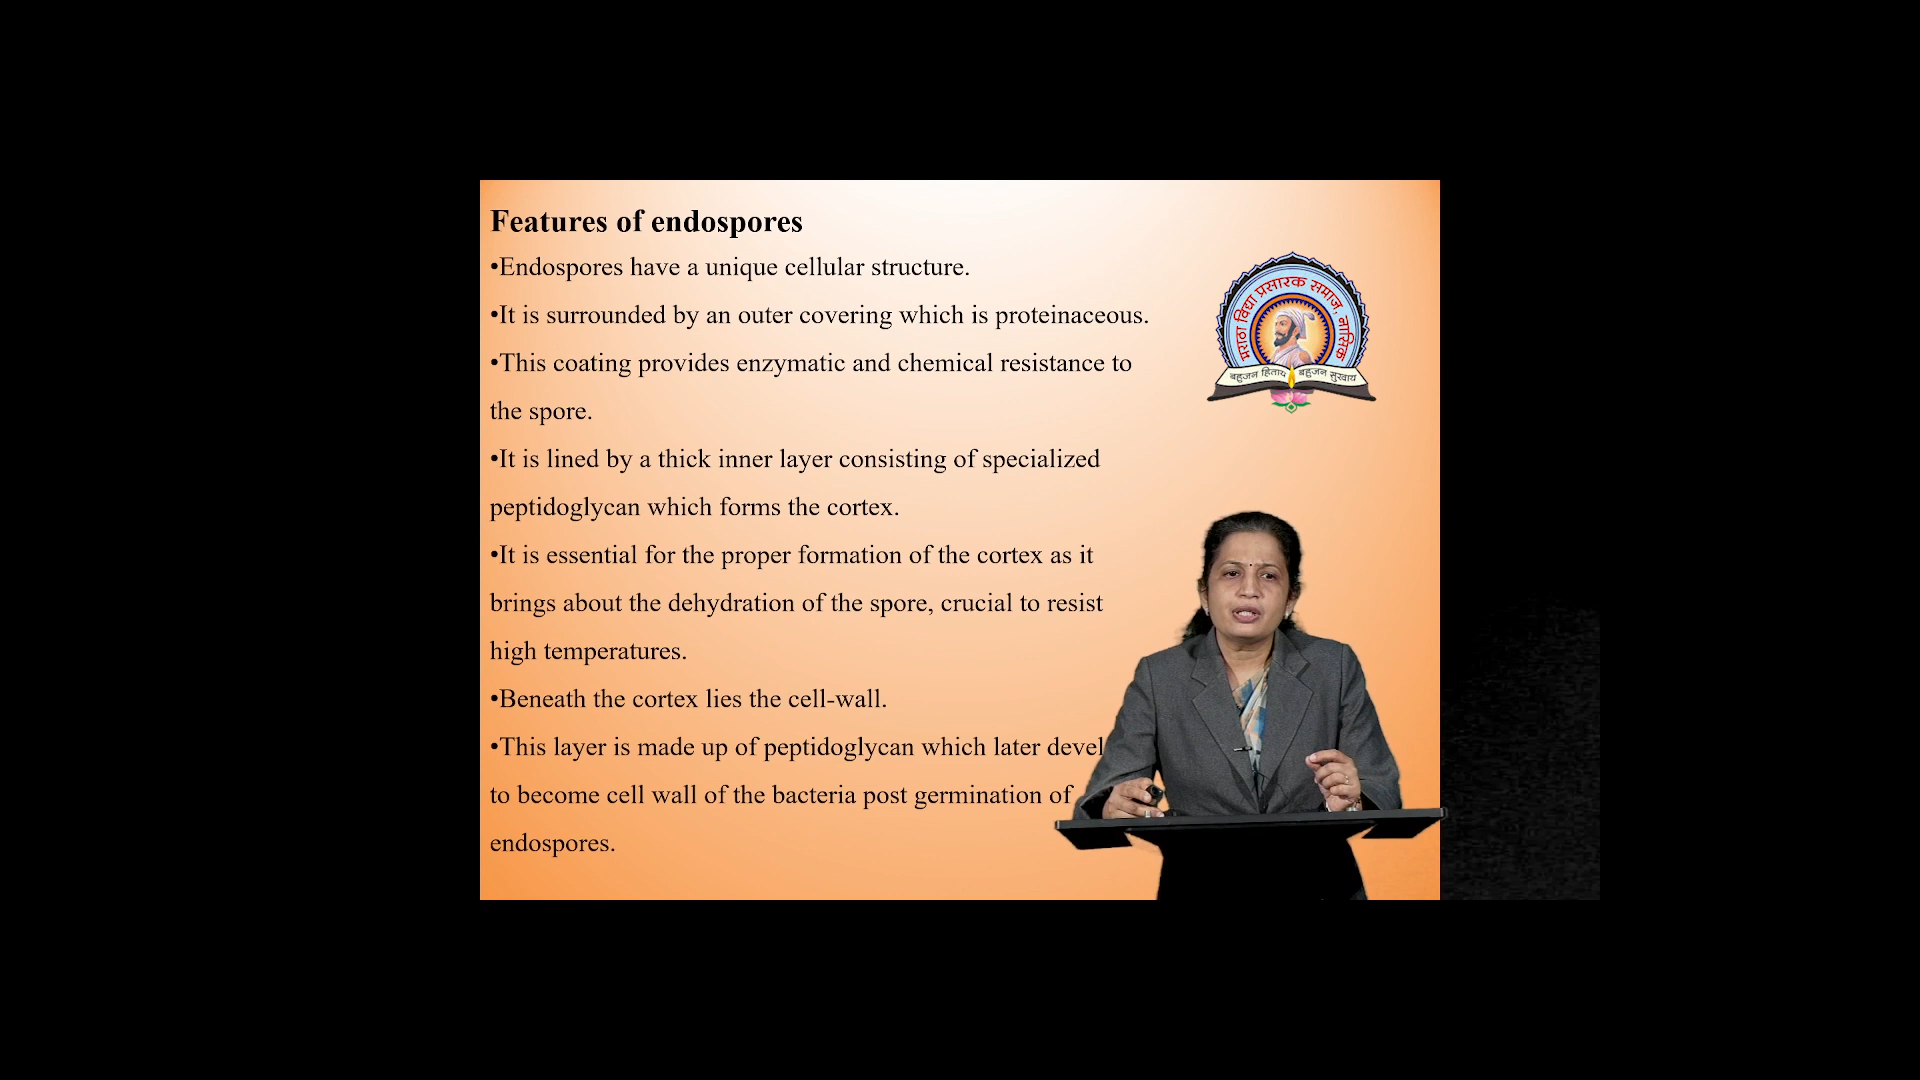 Features of endospores
•Endospores have a unique cellular structure.
•It is surrounded by an outer covering which is proteinaceous.
•This coating provides enzymatic and chemical resistance to
the spore.
•It is lined by a thick inner layer consisting of specialized
peptidoglycan which forms the cortex.
•It is essential for the proper formation of the cortex as it
brings about the dehydration of the spore, crucial to resist
high temperatures.
•Beneath the cortex lies the cell-wall.
•This layer is made up of peptidoglycan which later devel
to become cell wall of the bacteria post germination of
endospores.
मराठा विद्या प्रसारक समाज, नाशिक
बहुजन हिताय बहुजन सुखाय